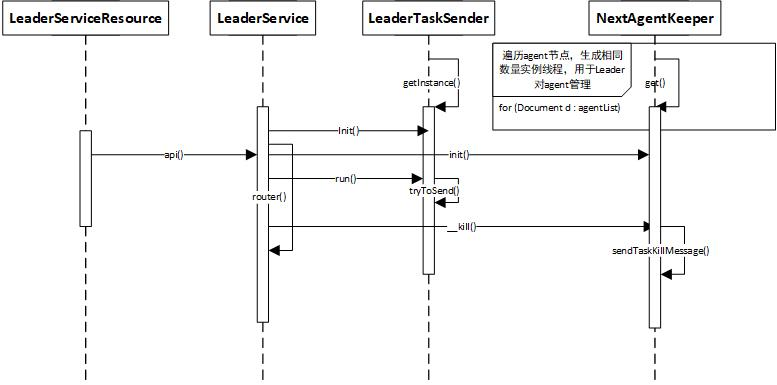 LeaderServiceResource
LeaderService
LeaderTaskSender
NextAgentKeeper
遍历agent节点，生成相同
数量实例线程，用于Leader
对agent管理
getInstance()
get()
for (Document d : agentList)
Init()
api()
init()
run()
tryToSend()
router()
__kill()
sendTaskKillMessage()